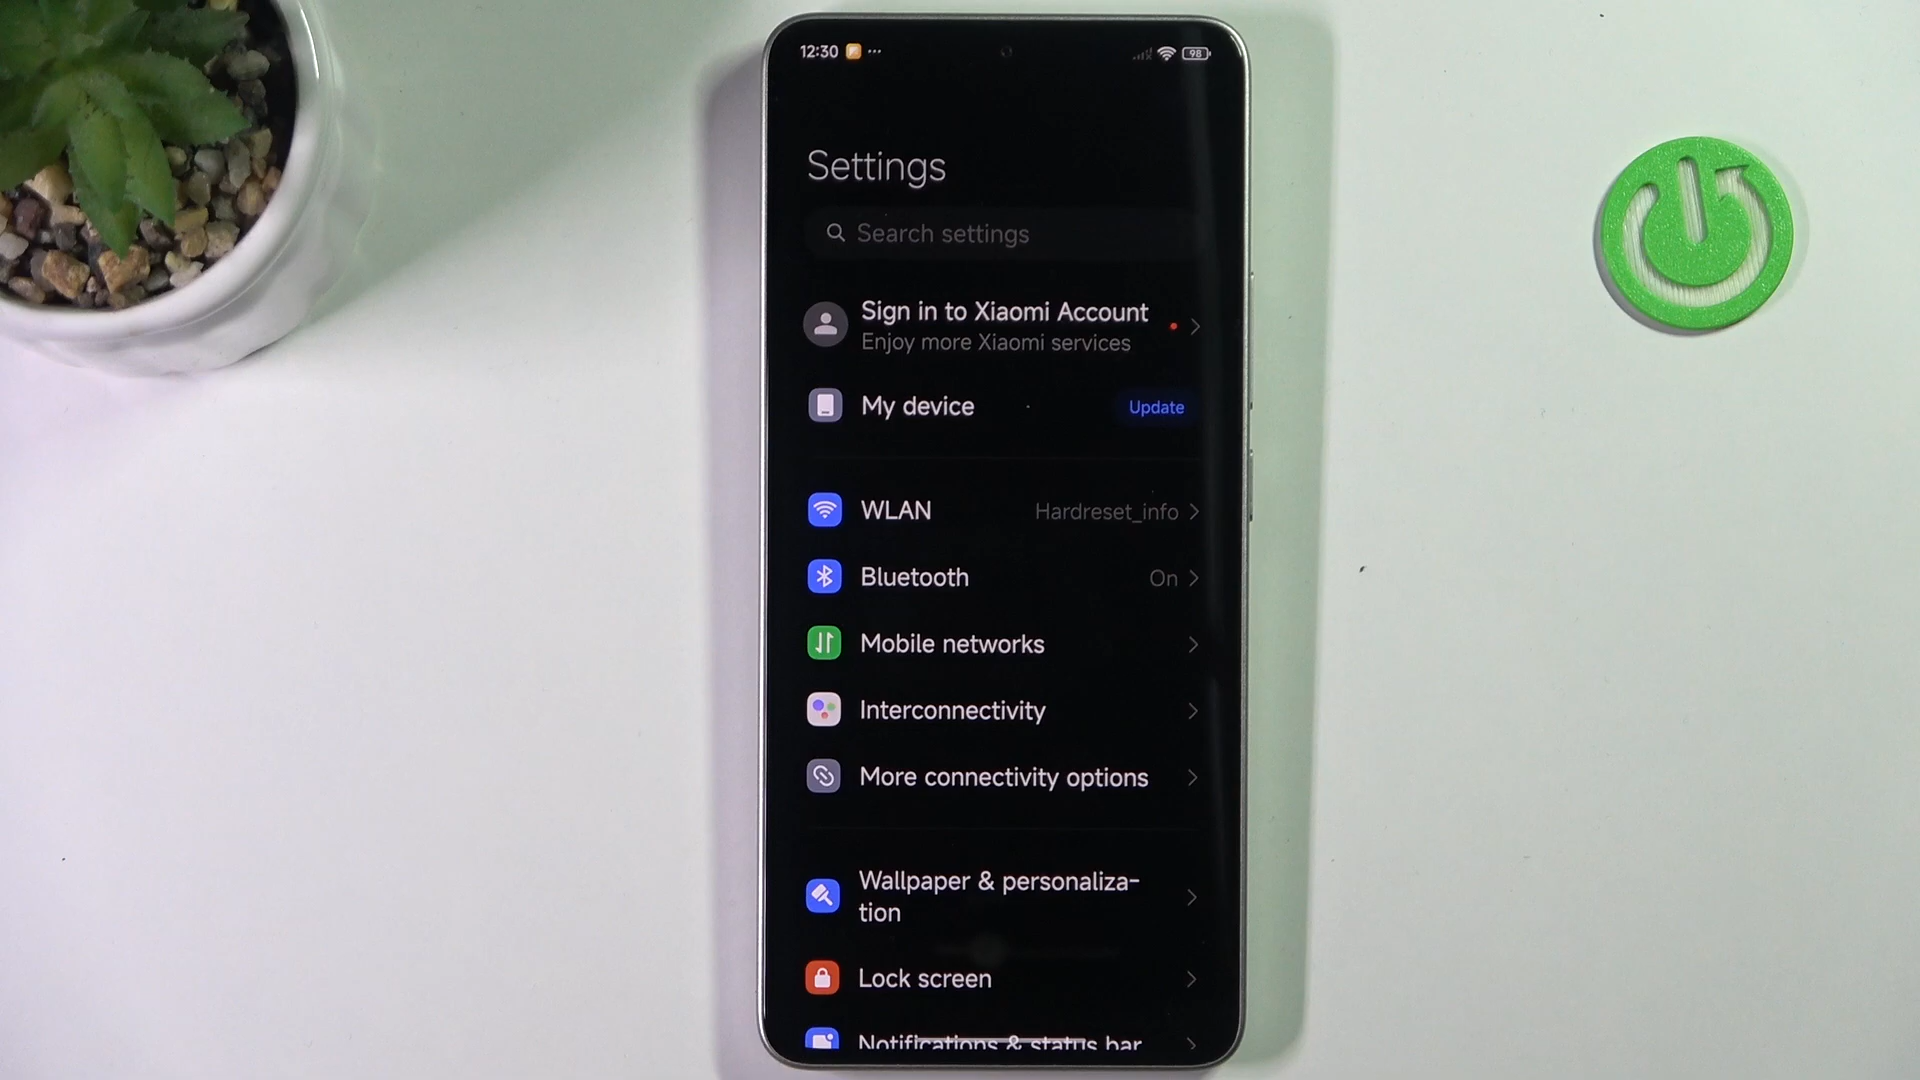 12:30
98
Settings
Search settings
Sign in to Xiaomi Account
Enjoy more Xiaomi services
My device
Update
WLAN
Hardreset_info
Bluetooth
On
Mobile networks
Interconnectivity
More connectivity options
Wallpaper & personaliza-
tion
Lock screen
Notifications & status bar